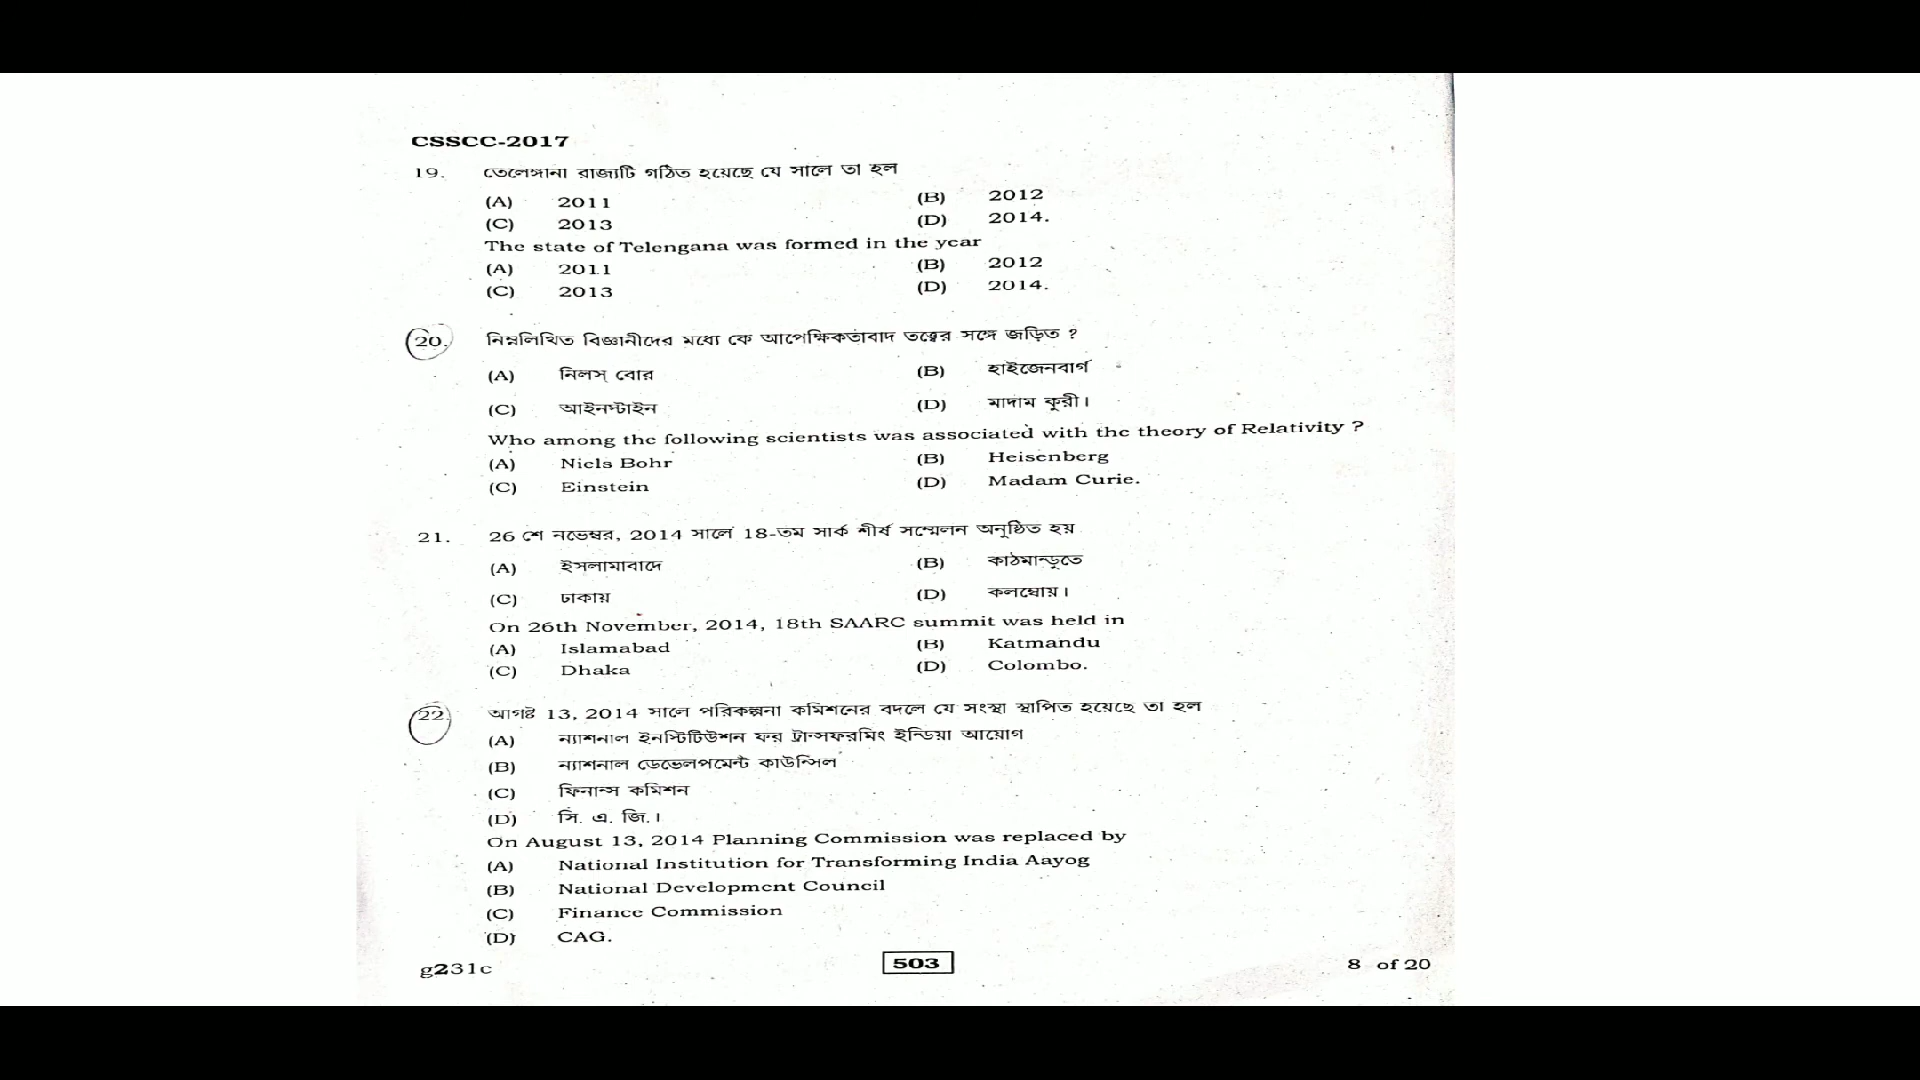 CSSCC-2017
19. তেলেঙ্গানা রাজ্যটি গঠিত হয়েছে যে সালে তা হল
(A) 2011 (B) 2012
(C) 2013 (D) 2014.
The state of Telengana was formed in the year
(A) 2011 (B) 2012
(C) 2013 (D) 2014.
20. নিম্নলিখিত বিজ্ঞানীদের মধ্যে কে আপেক্ষিকতাবাদ তত্ত্বের সঙ্গে জড়িত ?
(A) নিলস্ বোর (B) হাইজেনবার্গ
(C) আইনস্টাইন (D) মাদাম কুরী।
Who among the following scientists was associated with the theory of Relativity ?
(A) Niels Bohr (B) Heisenberg
(C) Einstein (D) Madam Curie.
21. 26 শে নভেম্বর, 2014 সালে 18-তম সার্ক শীর্ষ সম্মেলন অনুষ্ঠিত হয়
(A) ইসলামাবাদে (B) কাঠমান্ডুতে
(C) ঢাকায় (D) কলম্বোয়।
On 26th November, 2014, 18th SAARC summit was held in
(A) Islamabad (B) Katmandu
(C) Dhaka (D) Colombo.
22. আগষ্ট 13, 2014 সালে পরিকল্পনা কমিশনের বদলে যে সংস্থা স্থাপিত হয়েছে তা হল
(A) ন্যাশনাল ইনস্টিটিউশন ফর ট্রান্সফরমিং ইন্ডিয়া আয়োগ
(B) ন্যাশনাল ডেভেলপমেন্ট কাউন্সিল
(C) ফিনান্স কমিশন
(D) সি. এ. জি.।
On August 13, 2014 Planning Commission was replaced by
(A) National Institution for Transforming India Aayog
(B) National Development Council
(C) Finance Commission
(D) CAG.
g231c 503 8 of 20